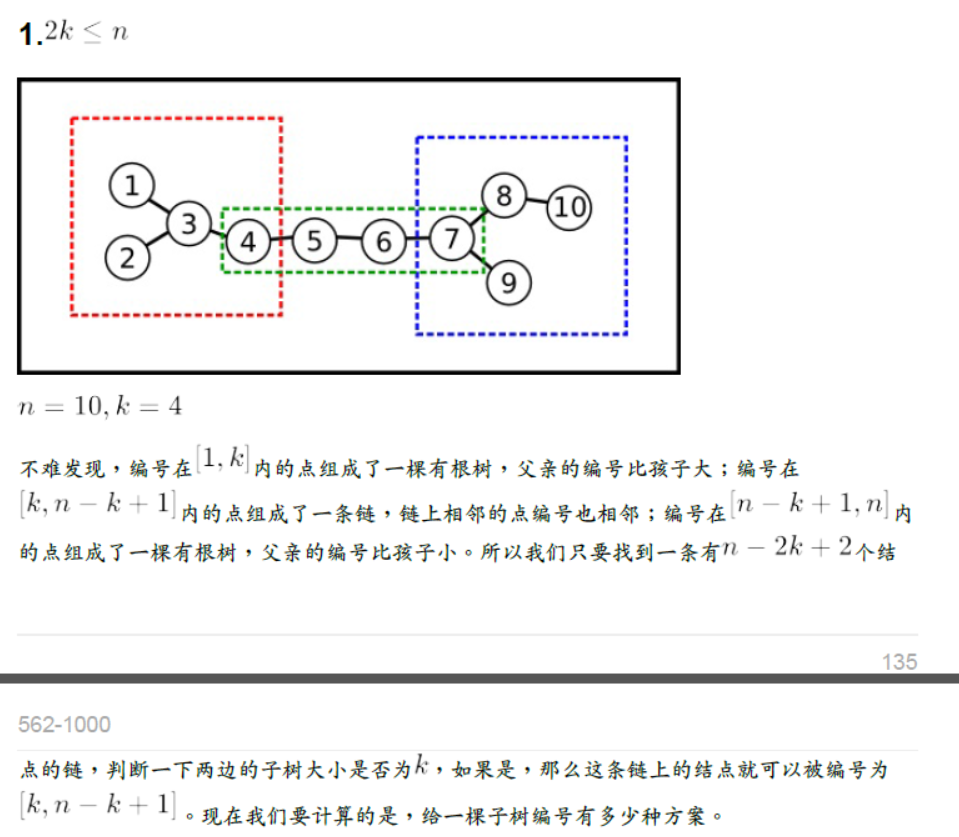 1.2k ≤ n
1
2
3
4
5
6
7
8
10
9
n = 10, k = 4
不难发现，编号在[1, k]内的点组成了一棵有根树，父亲的编号比孩子大；编号在
[k, n − k + 1]内的点组成了一条链，链上相邻的点编号也相邻；编号在[n − k + 1, n]内
的点组成了一棵有根树，父亲的编号比孩子小。所以我们只要找到一条有n − 2k + 2个结
135
562-1000
点的链，判断一下两边的子树大小是否为k，如果是，那么这条链上的结点就可以被编号为
[k, n − k + 1]。现在我们要计算的是，给一棵子树编号有多少种方案。